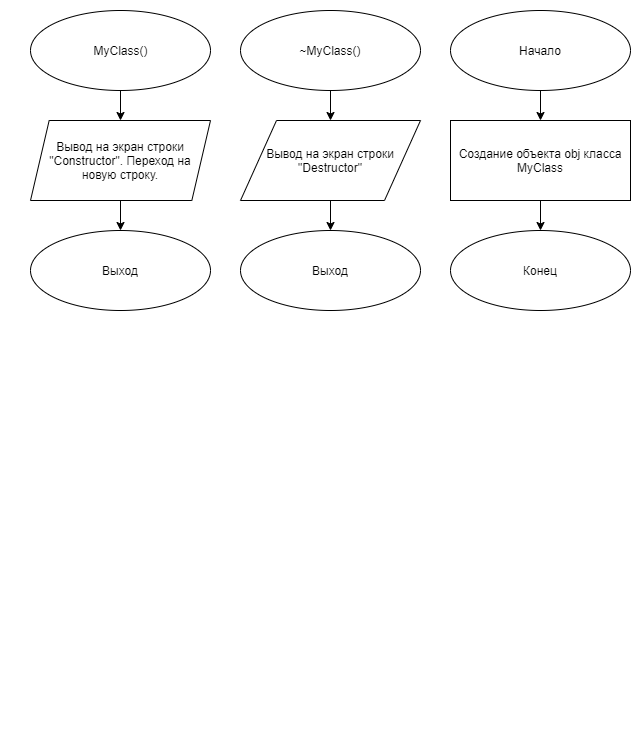 MyClass()
Вывод на экран строки
"Constructor". Переход на
новую строку.
Выход
~MyClass()
Вывод на экран строки
"Destructor"
Выход
Начало
Создание объекта obj класса
MyClass
Конец